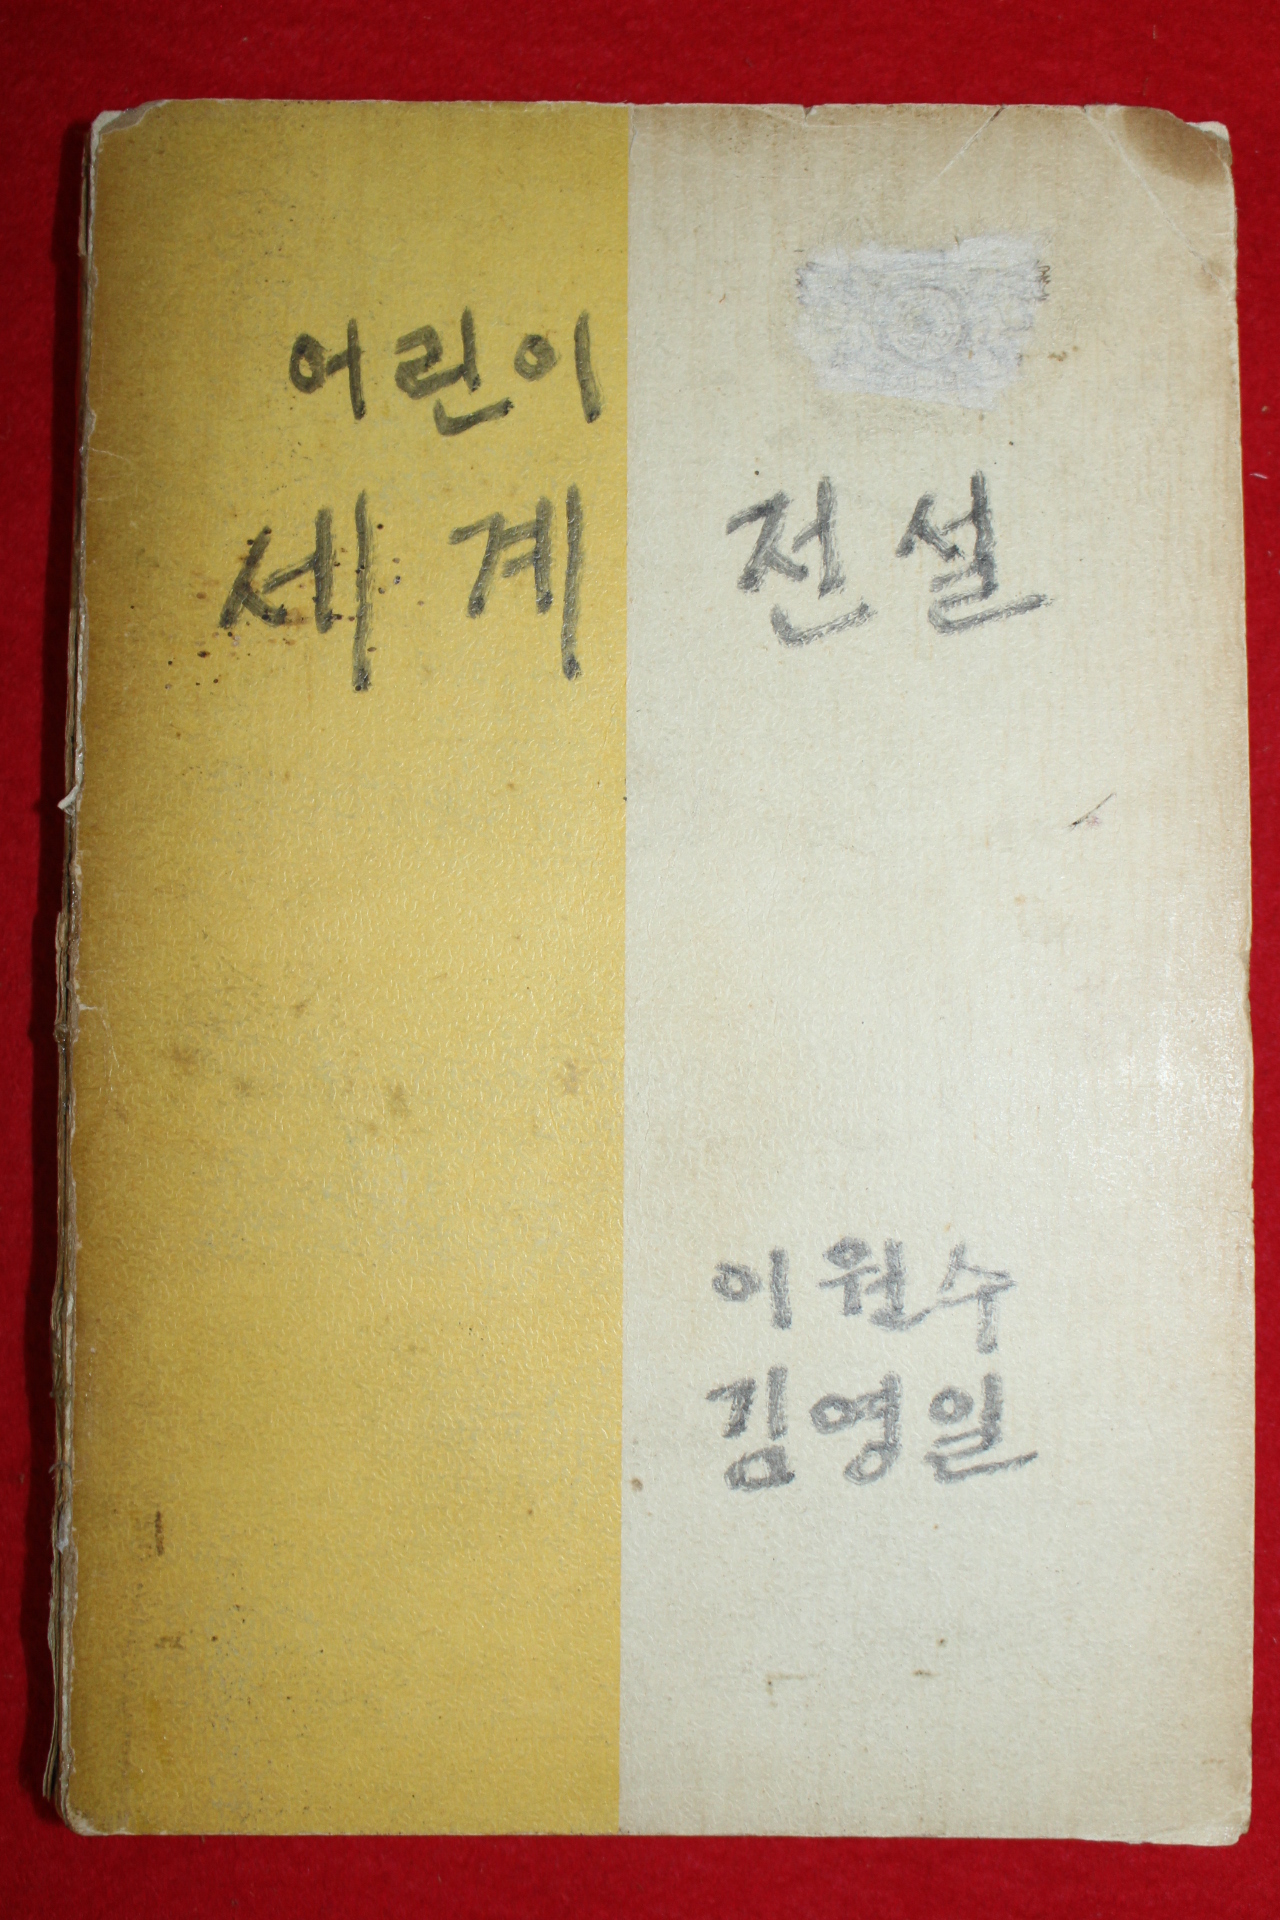 어린이
세계 전설
이원수
김영일